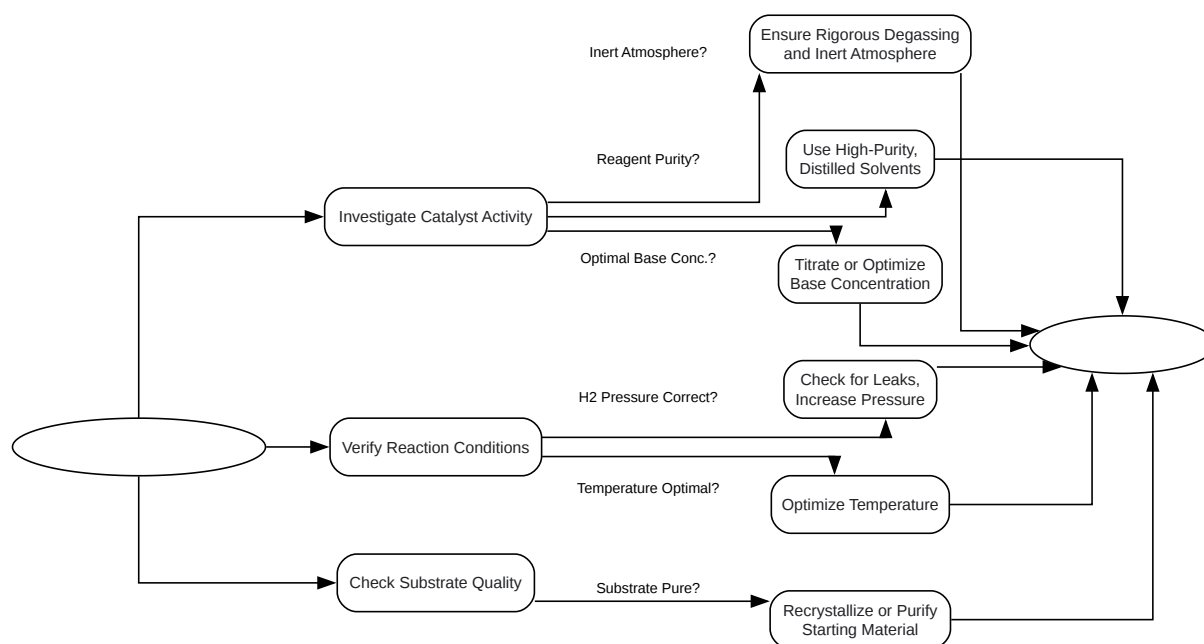 Ensure Rigorous Degassing
and Inert Atmosphere
Inert Atmosphere?
Reagent Purity?
Use High-Purity,
Distilled Solvents
Investigate Catalyst Activity
Optimal Base Conc.?
Titrate or Optimize
Base Concentration
Check for Leaks,
Increase Pressure
H2 Pressure Correct?
Verify Reaction Conditions
Temperature Optimal?
Optimize Temperature
Check Substrate Quality
Substrate Pure?
Recrystallize or Purify
Starting Material